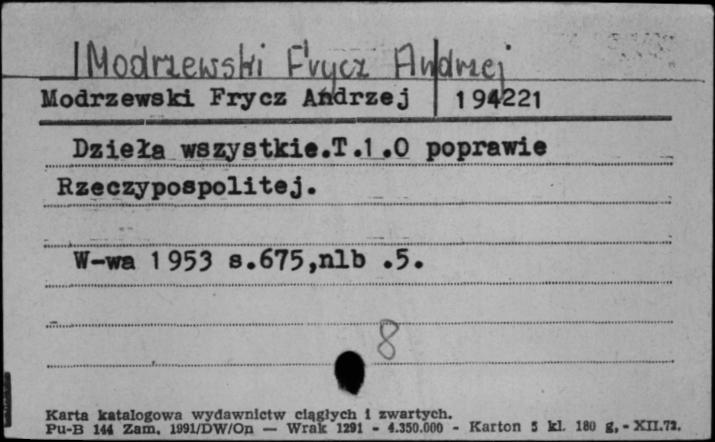 Modrzewski Frycz Andrzej
Modrzewski Frycz Andrzej 194221
Dzieła wszystkie.T.1.O poprawie
Rzeczypospolitej.
W-wa 1953 s.675,nlb .5.
8
Karta katalogowa wydawnictw ciągłych i zwartych.
Pu-B 144 Zam. 1991/DW/Op — Wrak 1291 - 4.350.000 - Karton 5 kl. 180 g, - XII.72.